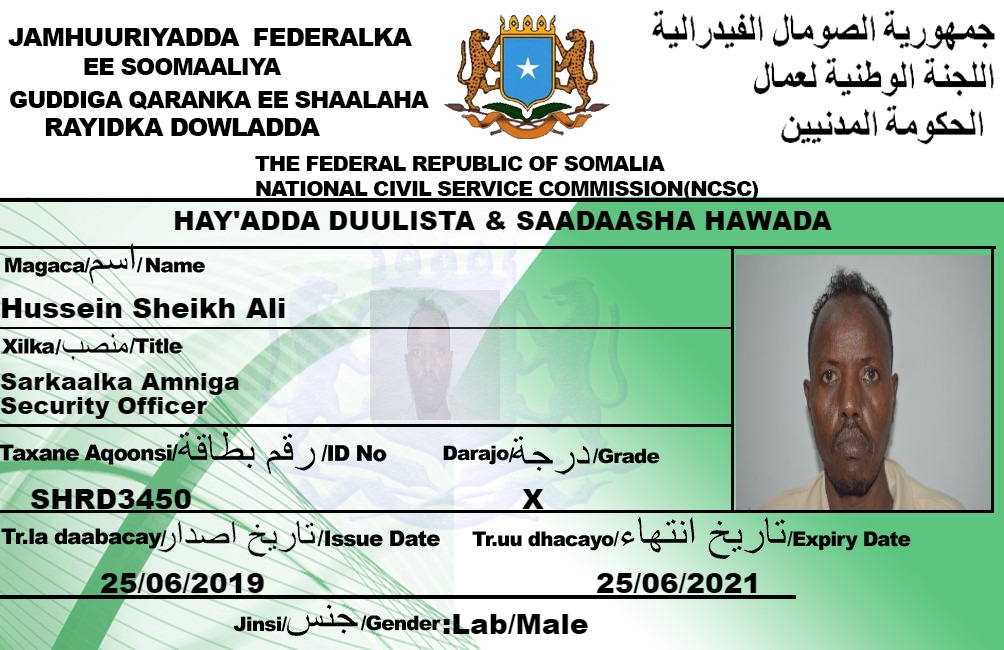 JAMHUURIYADDA FEDERALKA
EE SOOMAALIYA
GUDDIGA QARANKA EE SHAALAHA
RAYIDKA DOWLADDA
جمهورية الصومال الفيدرالية
اللجنة الوطنية لعمال
الحكومة المدنيين
THE FEDERAL REPUBLIC OF SOMALIA
NATIONAL CIVIL SERVICE COMMISSION(NCSC)
HAY'ADDA DUULISTA & SAADAASHA HAWADA
Magaca/اسم/Name
Hussein Sheikh Ali
Xilka/منصب/Title
Sarkaalka Amniga
Security Officer
Taxane Aqoonsi/رقم بطاقة/ID No
Darajo/درجة/Grade
SHRD3450
X
Tr.la daabacay/تاريخ اصدار/Issue Date
Tr.uu dhacayo/تاريخ انتهاء/Expiry Date
25/06/2019
25/06/2021
Jinsi/جنس/Gender:Lab/Male